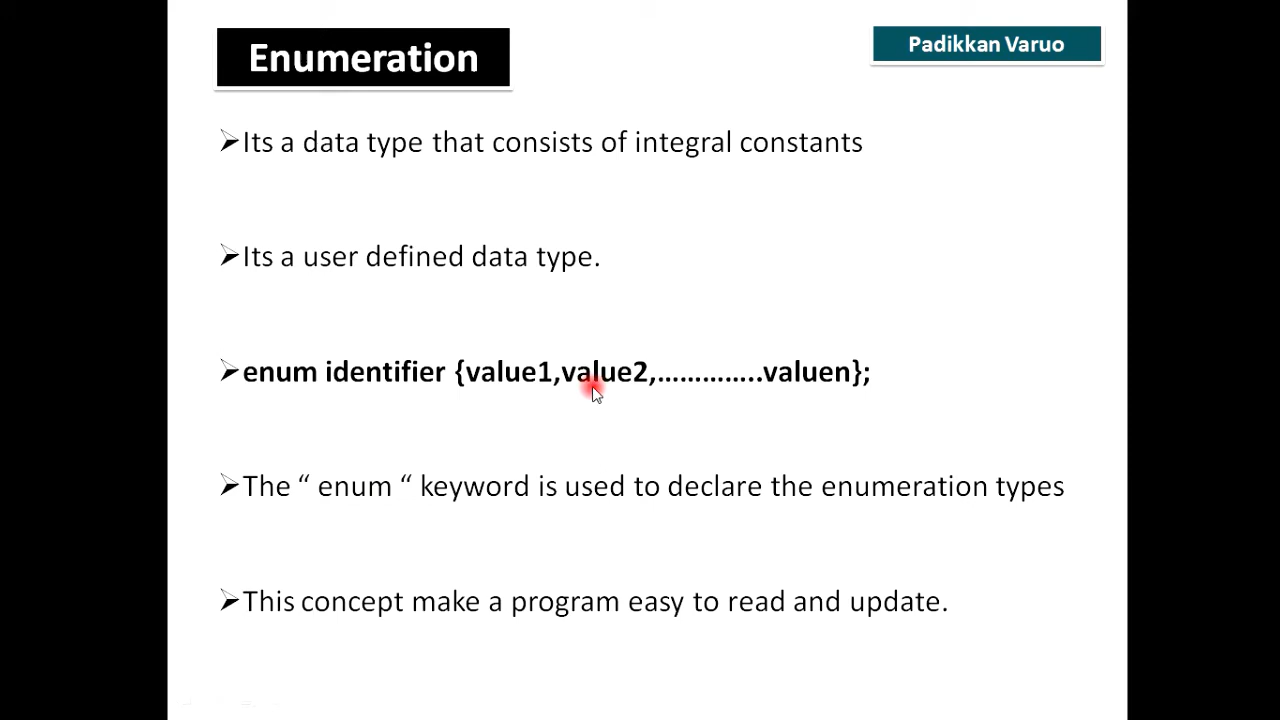 Enumeration
Padikkan Varuo
➢Its a data type that consists of integral constants
➢Its a user defined data type.
➢enum identifier {value1,value2,..............valuen};
➢The “ enum “ keyword is used to declare the enumeration types
➢This concept make a program easy to read and update.